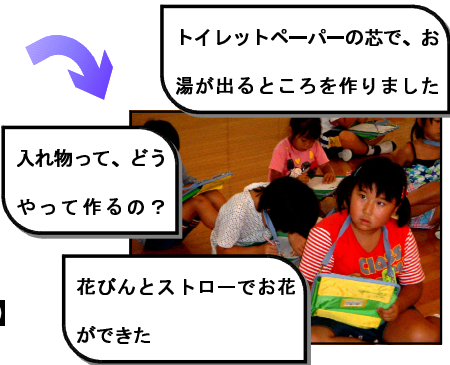 トイレットペーパーの芯で、お
湯が出るところを作りました
入れ物って、どう
やって作るの？
花びんとストローでお花
ができた